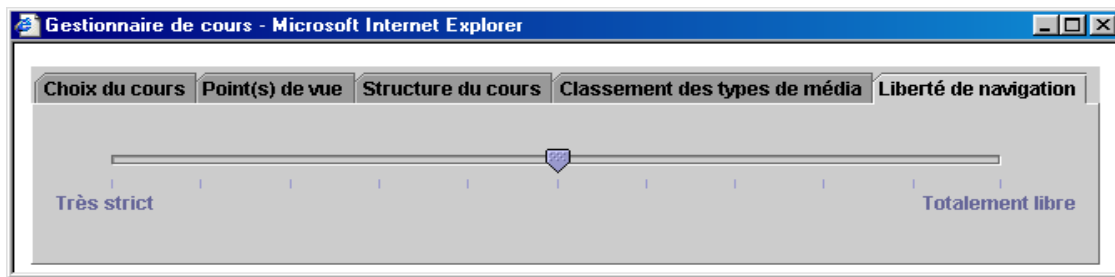 Gestionnaire de cours - Microsoft Internet Explorer
Choix du cours Point(s) de vue Structure du cours Classement des types de média Liberté de navigation
Très strict Totalement libre